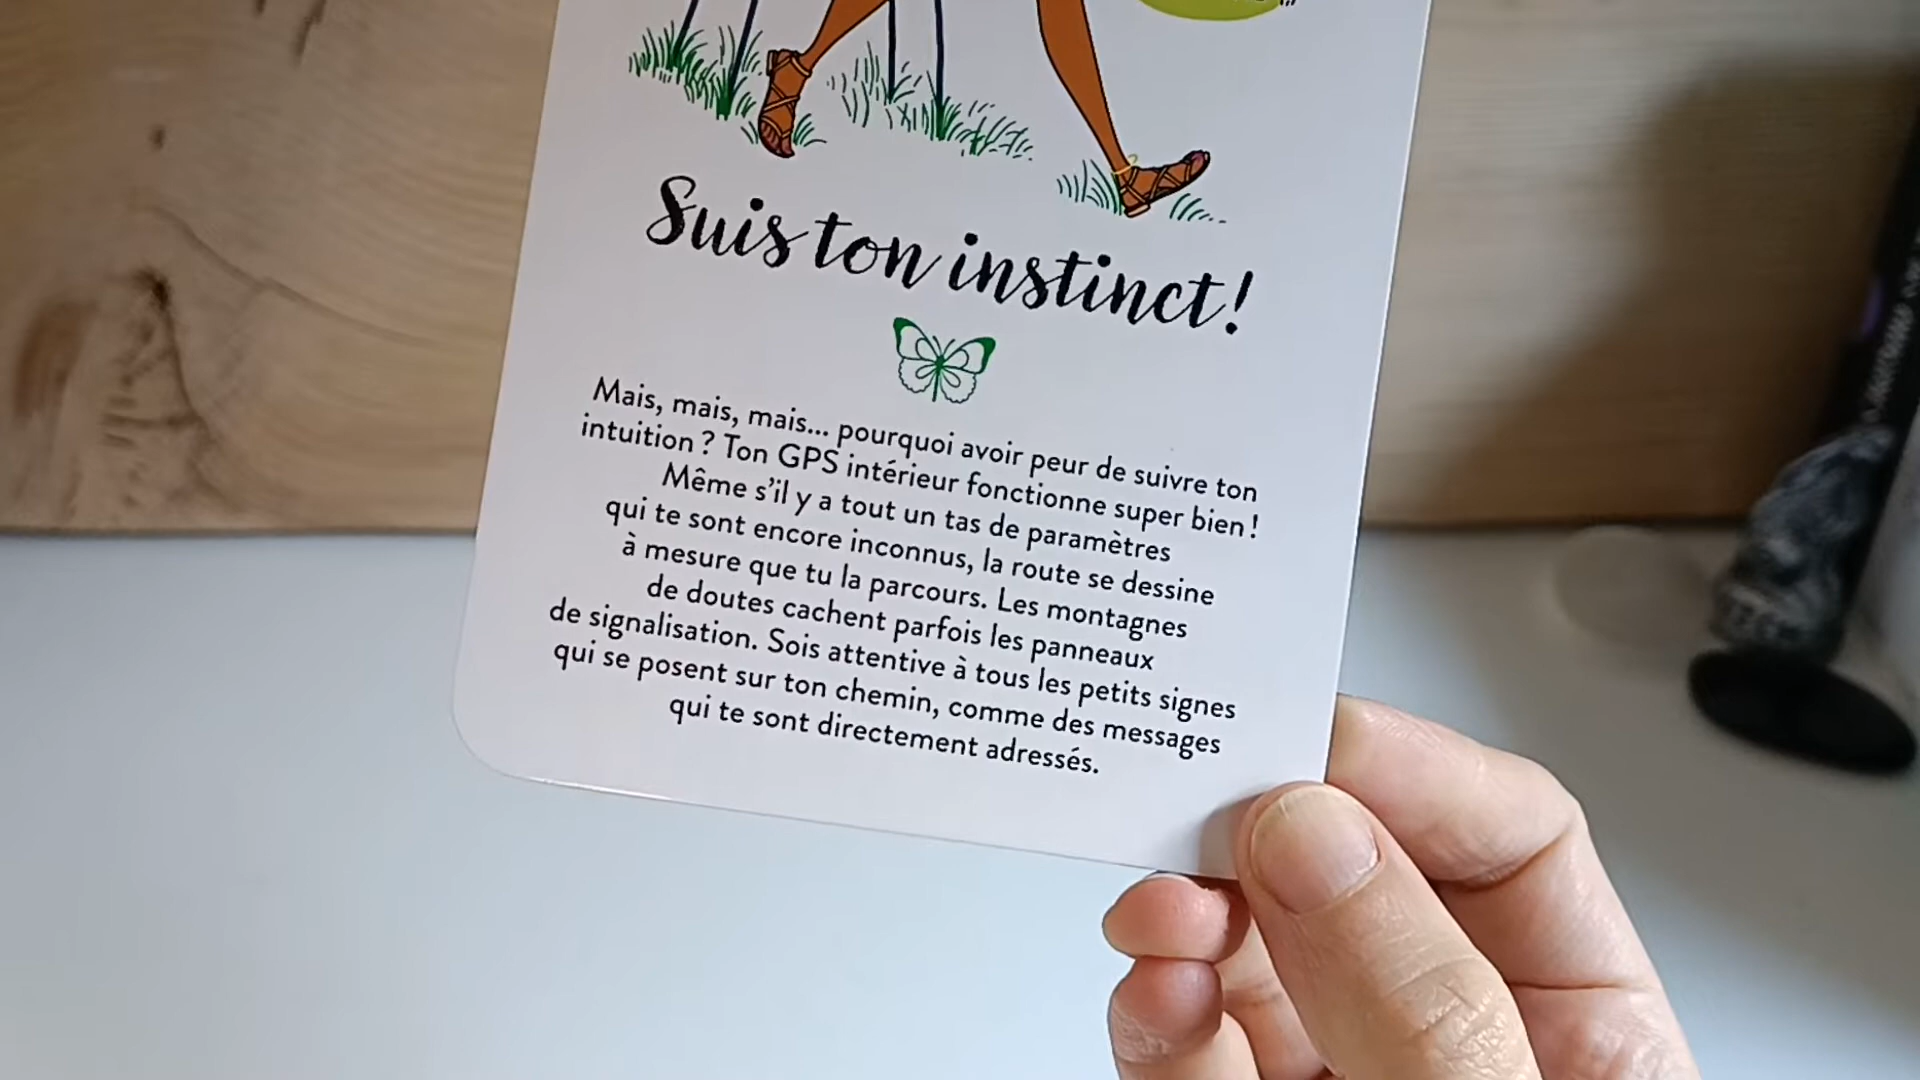 Suis ton instinct!
Mais, mais, mais... pourquoi avoir peur de suivre ton
intuition ? Ton GPS intérieur fonctionne super bien !
Même s'il y a tout un tas de paramètres
qui te sont encore inconnus, la route se dessine
à mesure que tu la parcours. Les montagnes
de doutes cachent parfois les panneaux
de signalisation. Sois attentive à tous les petits signes
qui se posent sur ton chemin, comme des messages
qui te sont directement adressés.